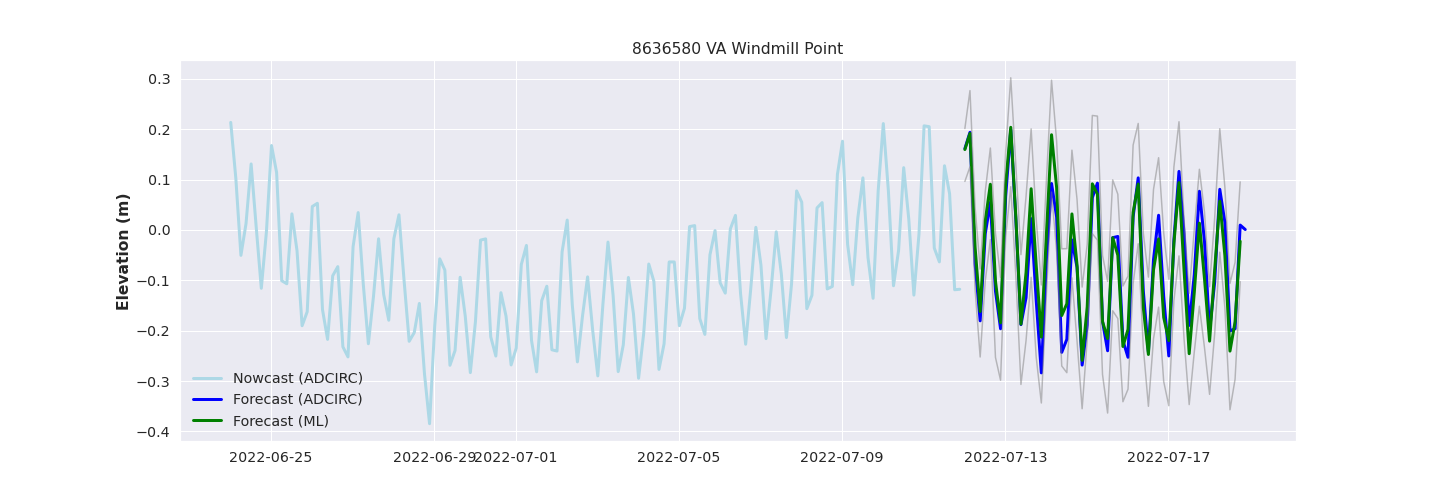 8636580 VA Windmill Point
Elevation (m)
0.3
0.2
0.1
0.0
−0.1
−0.2
−0.3
−0.4
Nowcast (ADCIRC)
Forecast (ADCIRC)
Forecast (ML)
2022-06-25 2022-06-29 2022-07-01 2022-07-05 2022-07-09 2022-07-13 2022-07-17